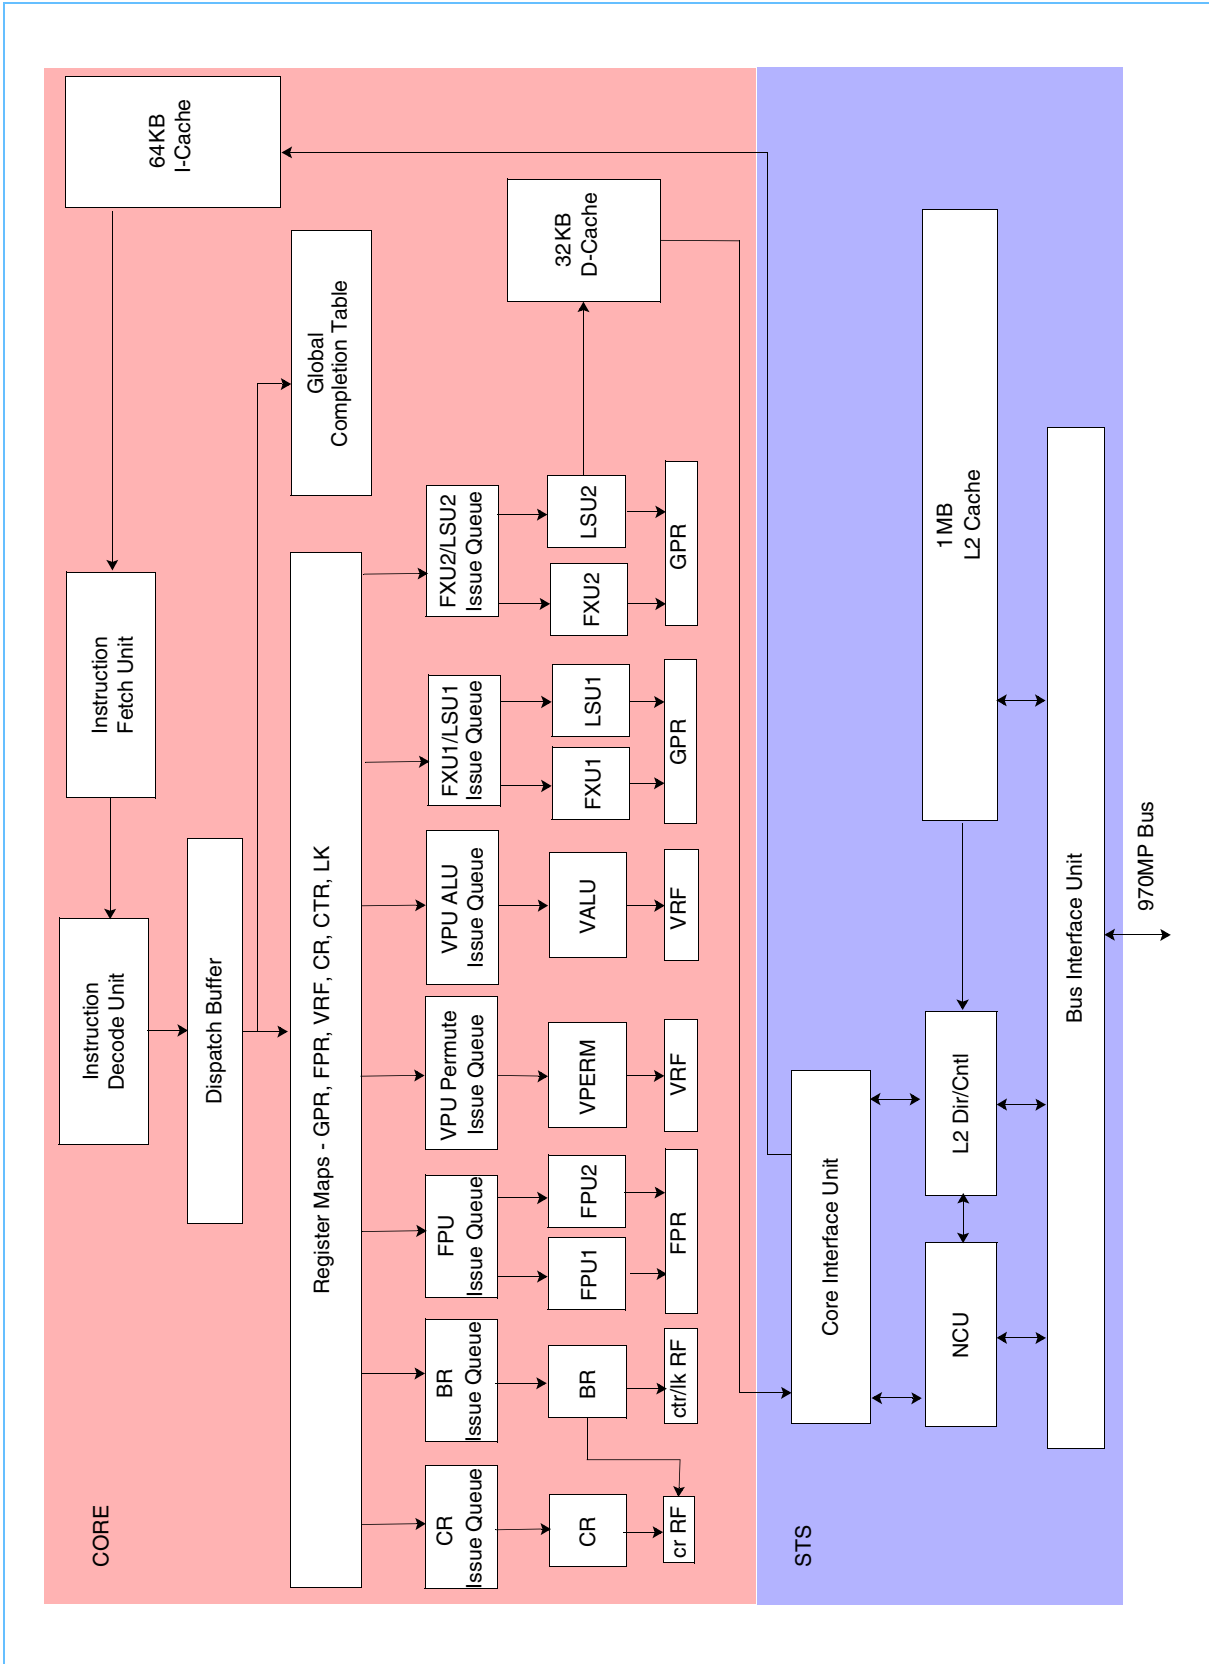 CORE
64KB
I-Cache
Instruction
Fetch Unit
Instruction
Decode Unit
Dispatch Buffer
Global
Completion Table
Register Maps - GPR, FPR, VRF, CR, CTR, LK
CR
Issue Queue
BR
Issue Queue
FPU
Issue Queue
VPU Permute
Issue Queue
VPU ALU
Issue Queue
FXU1/LSU1
Issue Queue
FXU2/LSU2
Issue Queue
CR
BR
FPU1
FPU2
VPERM
VALU
FXU1
LSU1
FXU2
LSU2
32KB
D-Cache
cr RF
ctr/lk RF
FPR
VRF
VRF
GPR
GPR
STS
Core Interface Unit
NCU
L2 Dir/Cntl
1MB
L2 Cache
Bus Interface Unit
970MP Bus